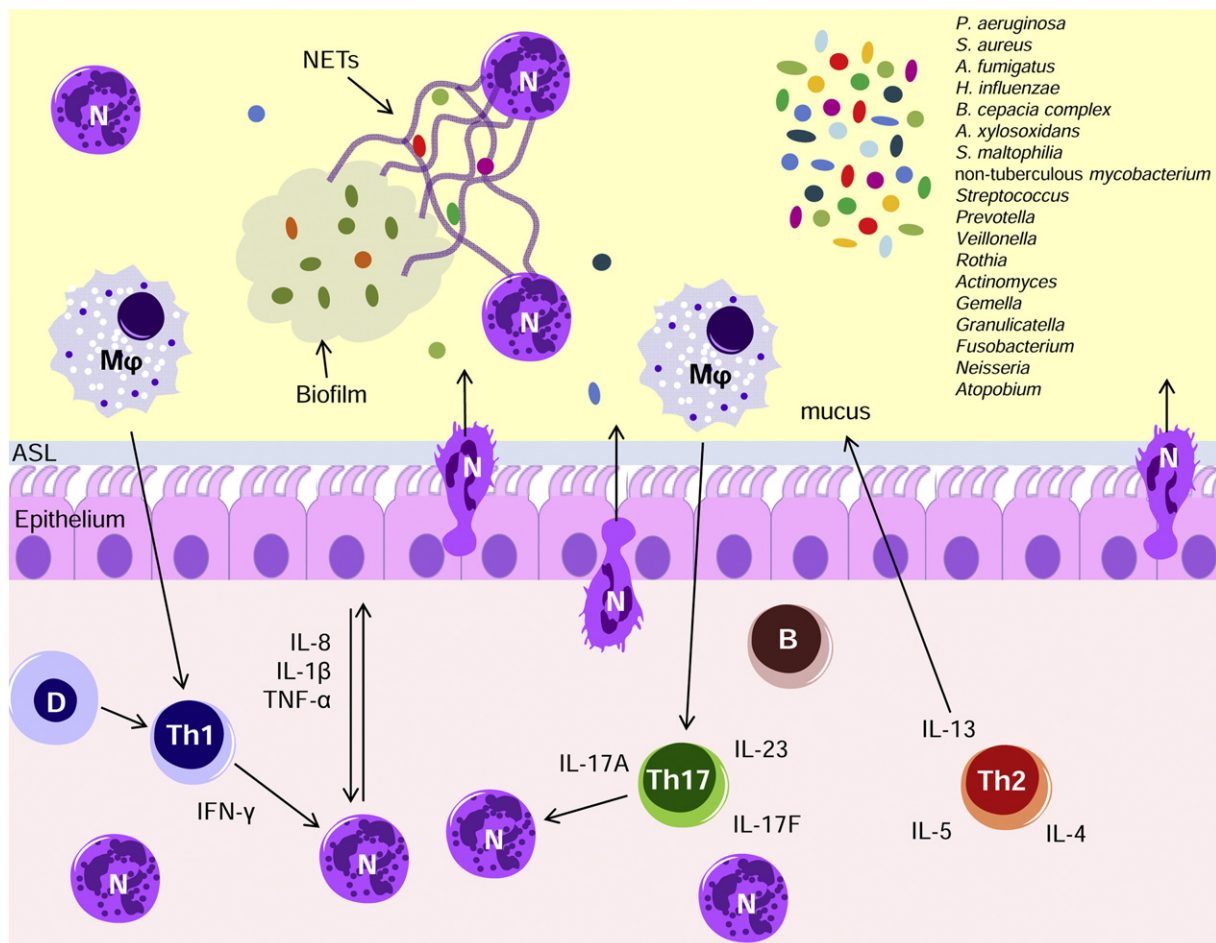 P. aeruginosa
S. aureus
A. fumigatus
H. influenzae
B. cepacia complex
A. xylosoxidans
S. maltophilia
non-tuberculous mycobacterium
Streptococcus
Prevotella
Veillonella
Rothia
Actinomyces
Gemella
Granulicatella
Fusobacterium
Neisseria
Atopobium
NETs
N
N
N
Mφ
Mφ
Biofilm
mucus
ASL
N
N
Epithelium
N
B
IL-8
IL-1β
TNF-α
D
Th1
IFN-γ
N
N
IL-17A
Th17
IL-23
IL-17F
N
N
IL-13
Th2
IL-5
IL-4